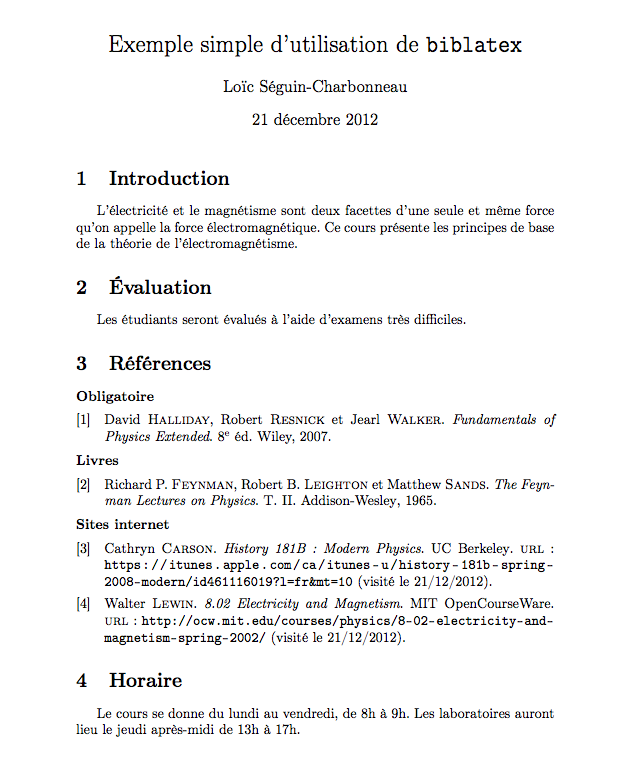 Exemple simple d'utilisation de biblatex
Loïc Séguin-Charbonneau
21 décembre 2012
1 Introduction
L'électricité et le magnétisme sont deux facettes d'une seule et même force
qu'on appelle la force électromagnétique. Ce cours présente les principes de base
de la théorie de l'électromagnétisme.
2 Évaluation
Les étudiants seront évalués à l'aide d'examens très difficiles.
3 Références
Obligatoire
[1] David HALLIDAY, Robert RESNICK et Jearl WALKER. Fundamentals of
Physics Extended. 8e éd. Wiley, 2007.
Livres
[2] Richard P. FEYNMAN, Robert B. LEIGHTON et Matthew SANDS. The Feyn-
man Lectures on Physics. T. II. Addison-Wesley, 1965.
Sites internet
[3] Cathryn CARSON. History 181B : Modern Physics. UC Berkeley. URL :
https://itunes.apple.com/ca/itunes-u/history-181b-spring-
2008-modern/id461116019?l=fr&mt=10 (visité le 21/12/2012).
[4] Walter LEWIN. 8.02 Electricity and Magnetism. MIT OpenCourseWare.
URL : http://ocw.mit.edu/courses/physics/8-02-electricity-and-
magnetism-spring-2002/ (visité le 21/12/2012).
4 Horaire
Le cours se donne du lundi au vendredi, de 8h à 9h. Les laboratoires auront
lieu le jeudi après-midi de 13h à 17h.